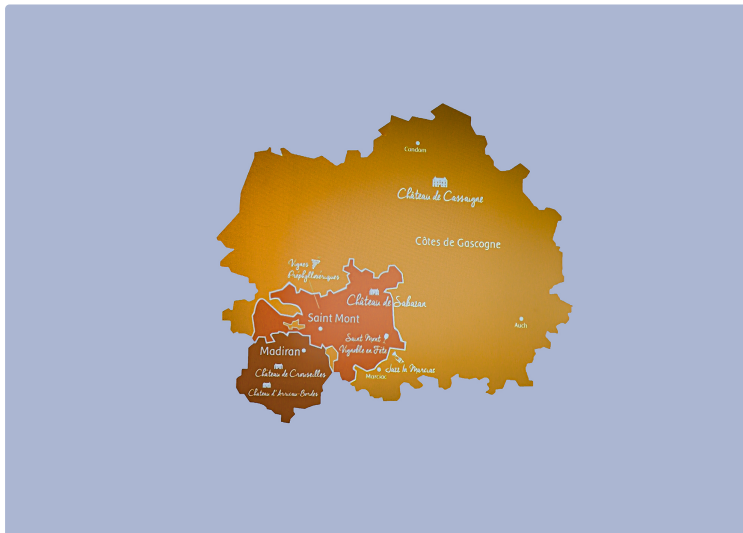 Condom
Château de Cassaigne
Côtes de Gascogne
Vignes
Préphylloxériques
Château de Sabazan
Saint Mont
Auch
Saint Mont
Vignoble en Fête
Madiran
Jazz in Marciac
Château de Crouseilles
Marciac
Château d'Arricau-Bordes